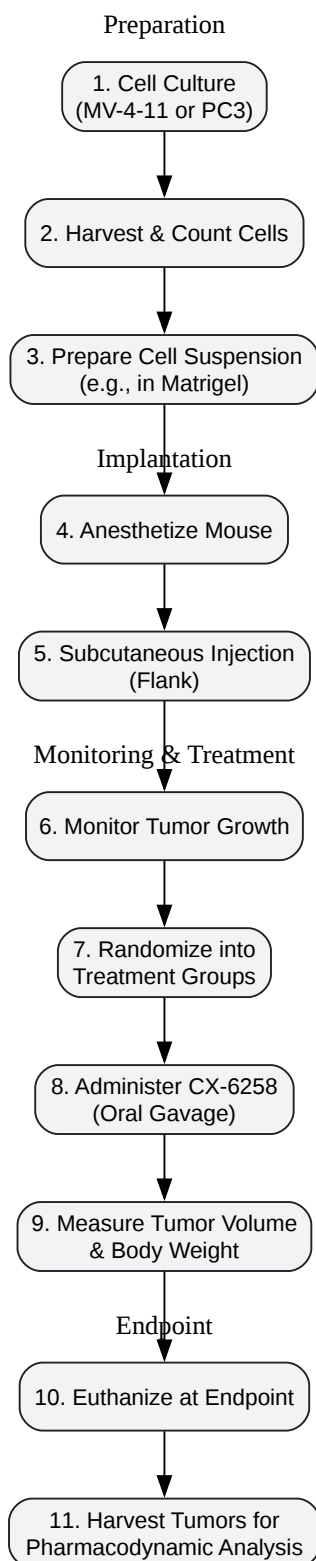 Preparation
1. Cell Culture
(MV-4-11 or PC3)
2. Harvest & Count Cells
3. Prepare Cell Suspension
(e.g., in Matrigel)
Implantation
4. Anesthetize Mouse
5. Subcutaneous Injection
(Flank)
Monitoring & Treatment
6. Monitor Tumor Growth
7. Randomize into
Treatment Groups
8. Administer CX-6258
(Oral Gavage)
9. Measure Tumor Volume
& Body Weight
Endpoint
10. Euthanize at Endpoint
11. Harvest Tumors for
Pharmacodynamic Analysis